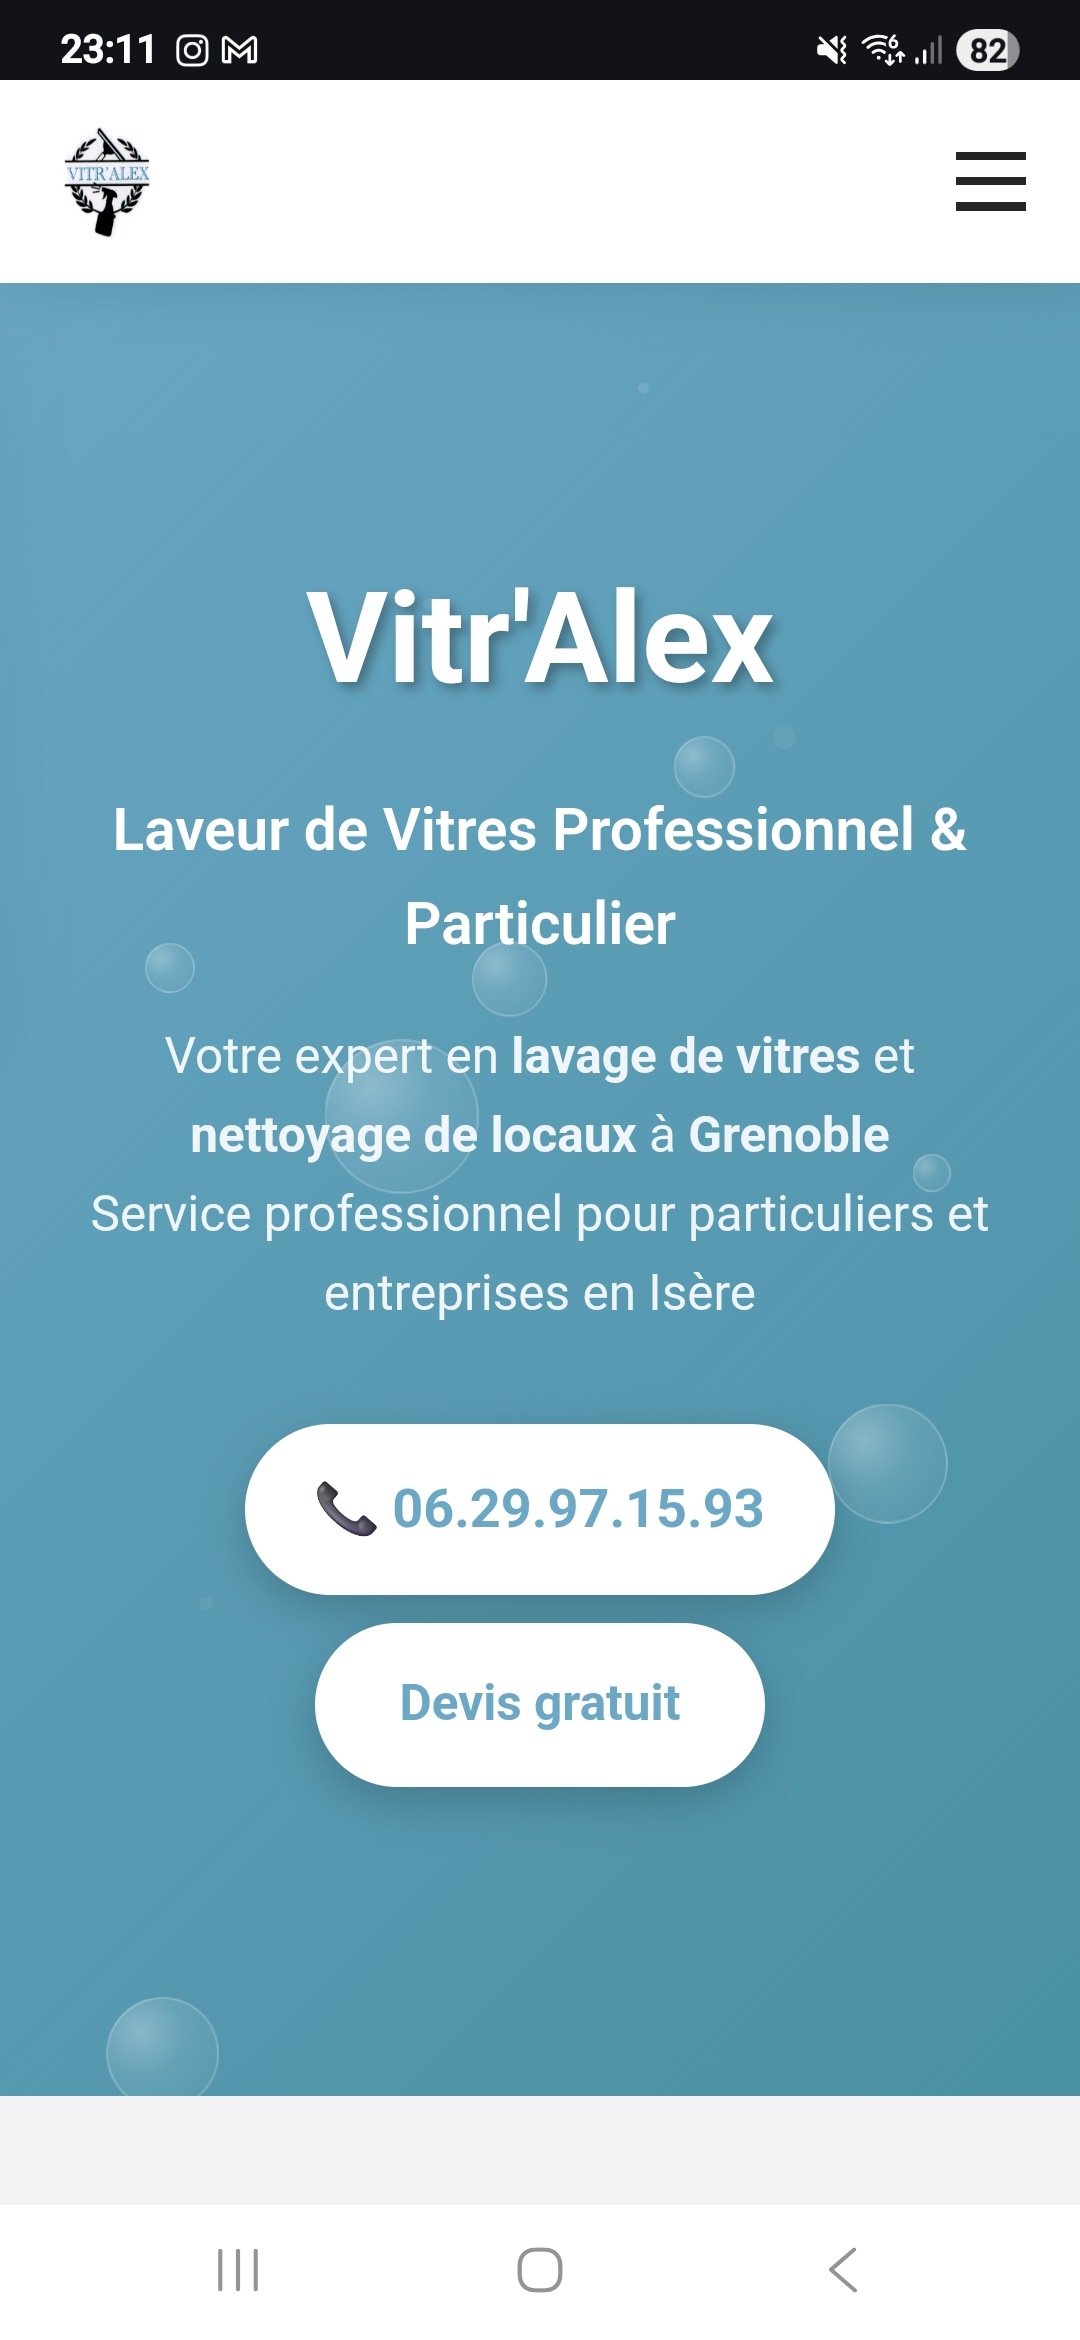 23:11
82
VITR'ALEX
Vitr'Alex
Laveur de Vitres Professionnel &
Particulier
Votre expert en lavage de vitres et
nettoyage de locaux à Grenoble
Service professionnel pour particuliers et
entreprises en Isère
06.29.97.15.93
Devis gratuit